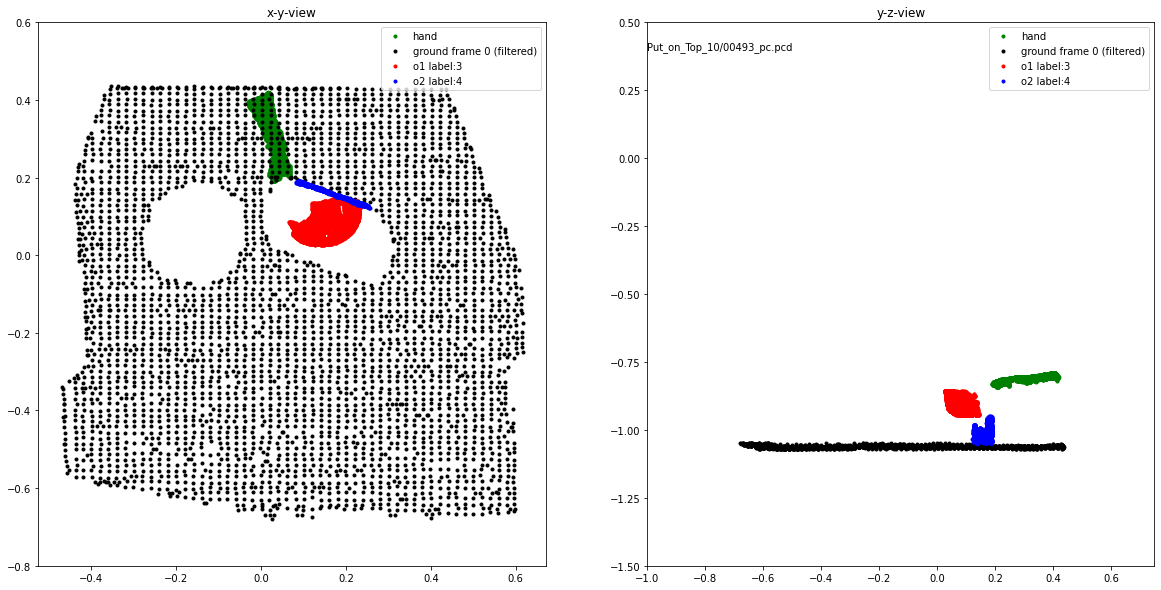 x-y-view
hand
ground frame 0 (filtered)
o1 label:3
o2 label:4
0.6
0.4
0.2
0.0
−0.2
−0.4
−0.6
−0.8
−0.4
−0.2
0.0
0.2
0.4
0.6
y-z-view
Put_on_Top_10/00493_pc.pcd
hand
ground frame 0 (filtered)
o1 label:3
o2 label:4
0.50
0.25
0.00
−0.25
−0.50
−0.75
−1.00
−1.25
−1.50
−1.0
−0.8
−0.6
−0.4
−0.2
0.0
0.2
0.4
0.6